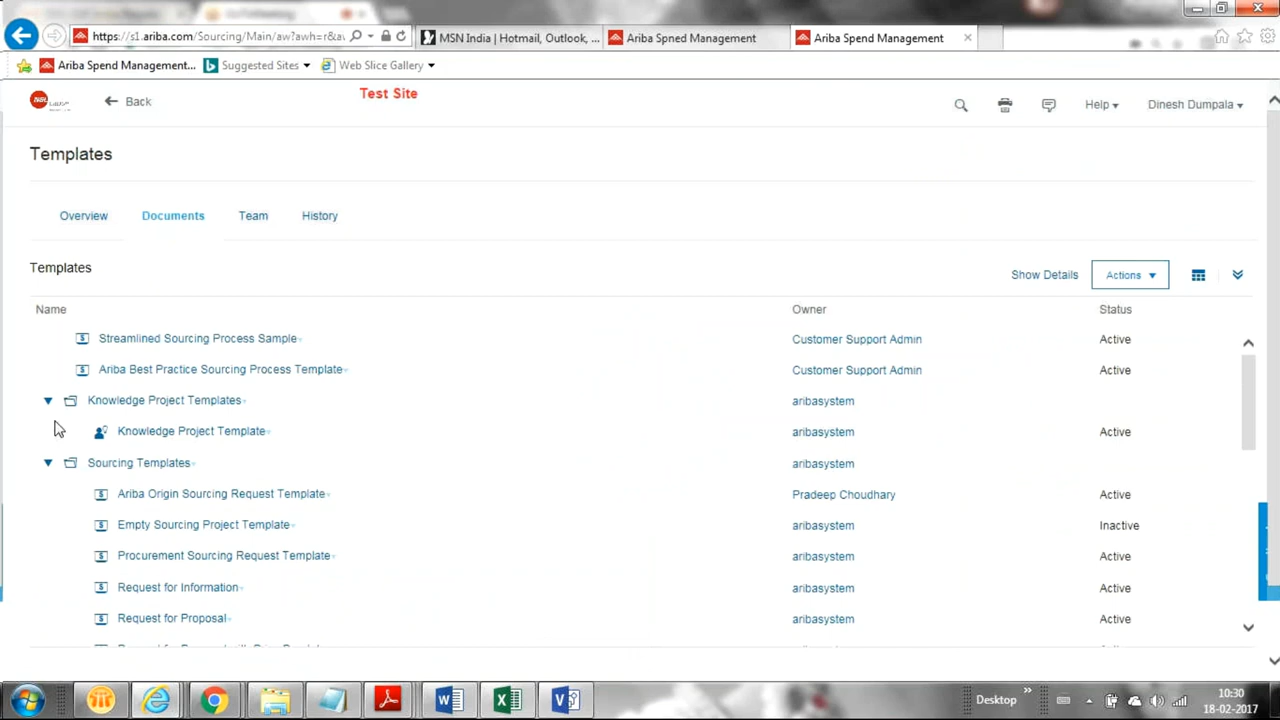 https://s1.ariba.com/Sourcing/Main/aw?awh=r&a
MSN India | Hotmail, Outlook, ...
Ariba Spned Management
Ariba Spend Management
Ariba Spend Management...
Suggested Sites
Web Slice Gallery
Back
Test Site
Help
Dinesh Dumpala
Templates
Overview
Documents
Team
History
Templates
Show Details
Actions
Name
Owner
Status
Streamlined Sourcing Process Sample
Customer Support Admin
Active
Ariba Best Practice Sourcing Process Template
Customer Support Admin
Active
Knowledge Project Templates
aribasystem
Knowledge Project Template
aribasystem
Active
Sourcing Templates
aribasystem
Ariba Origin Sourcing Request Template
Pradeep Choudhary
Active
Empty Sourcing Project Template
aribasystem
Inactive
Procurement Sourcing Request Template
aribasystem
Active
Request for Information
aribasystem
Active
Request for Proposal
aribasystem
Active
Desktop
10:30
18-02-2017